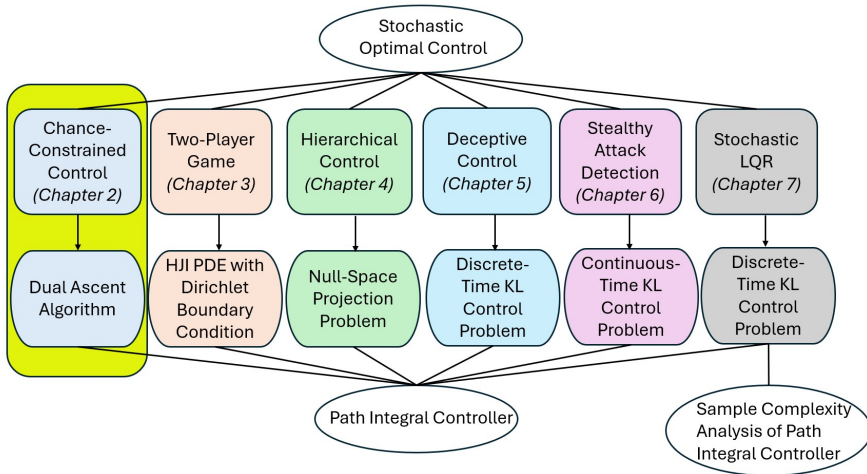 Stochastic
Optimal Control
Chance-
Constrained
Control
(Chapter 2)
Two-Player
Game
(Chapter 3)
Hierarchical
Control
(Chapter 4)
Deceptive
Control
(Chapter 5)
Stealthy
Attack
Detection
(Chapter 6)
Stochastic
LQR
(Chapter 7)
Dual Ascent
Algorithm
HJI PDE with
Dirichlet
Boundary
Condition
Null-Space
Projection
Problem
Discrete-
Time KL
Control
Problem
Continuous-
Time KL
Control
Problem
Discrete-
Time KL
Control
Problem
Path Integral Controller
Sample Complexity
Analysis of Path
Integral Controller